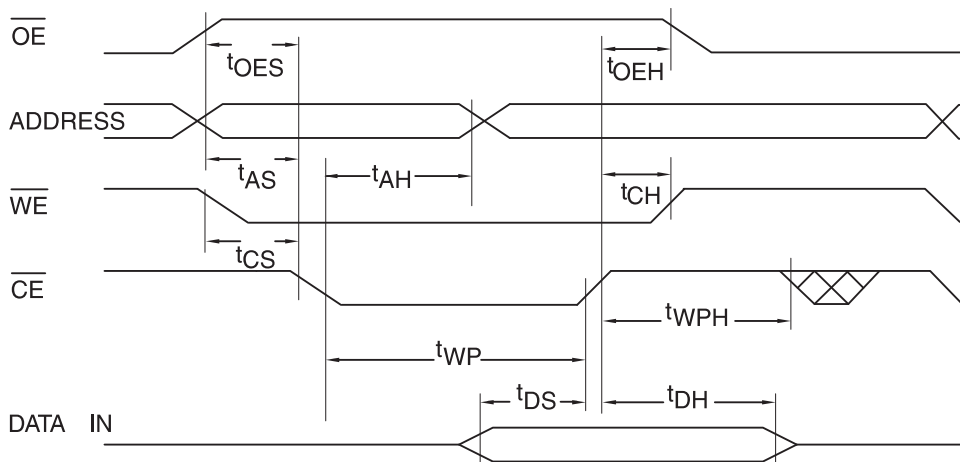 OE
tOES
tOEH
ADDRESS
tAS
tAH
tCH
WE
tCS
CE
tWPH
tWP
tDS
tDH
DATA IN